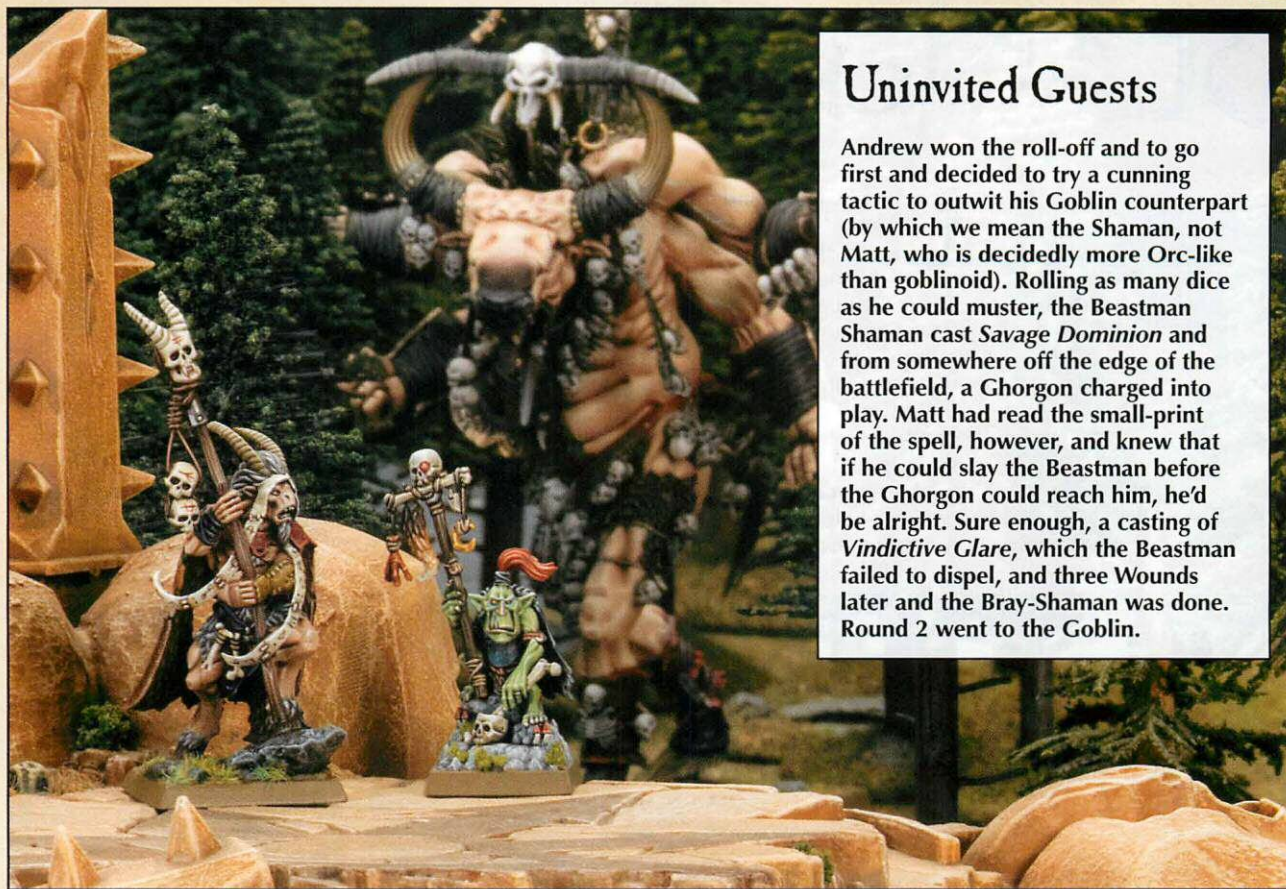 Uninvited Guests
Andrew won the roll-off and to go
first and decided to try a cunning
tactic to outwit his Goblin counterpart
(by which we mean the Shaman, not
Matt, who is decidedly more Orc-like
than goblinoid). Rolling as many dice
as he could muster, the Beastman
Shaman cast Savage Dominion and
from somewhere off the edge of the
battlefield, a Ghorgon charged into
play. Matt had read the small-print
of the spell, however, and knew that
if he could slay the Beastman before
the Ghorgon could reach him, he'd
be alright. Sure enough, a casting of
Vindictive Glare, which the Beastman
failed to dispel, and three Wounds
later and the Bray-Shaman was done.
Round 2 went to the Goblin.